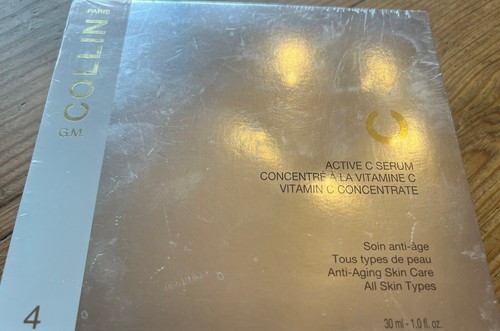 PARIS
G.M. COLLIN
ACTIVE C SERUM
CONCENTRÉ À LA VITAMINE C
VITAMIN C CONCENTRATE
Soin anti-âge
Tous types de peau
Anti-Aging Skin Care
All Skin Types
4
30 ml - 1.0 fl. oz.